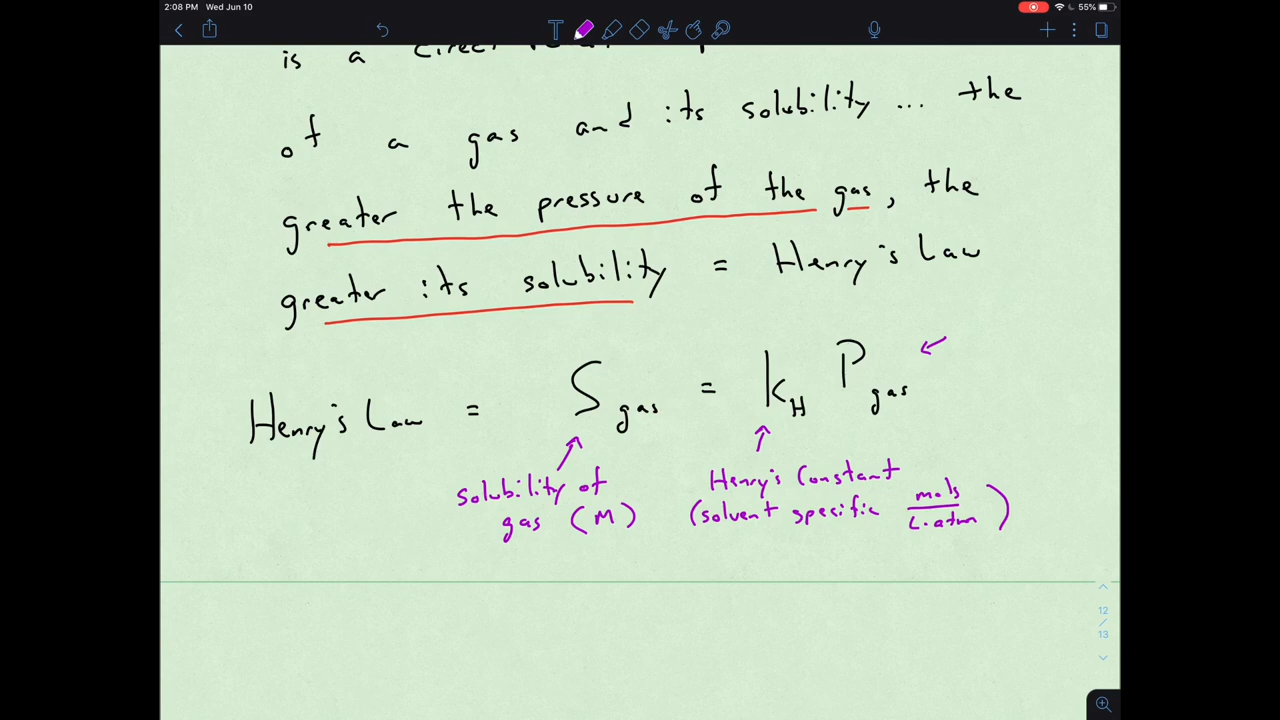 2:08 PM Wed Jun 10
55%
T
is a direct
of a gas and its solubility ... the
greater the pressure of the gas, the
greater its solubility = Henry's Law
Henry's Law = S gas = kH P gas
solubility of
gas (M)
Henry's Constant
(solvent specific mols / L·atm)
12
/
13